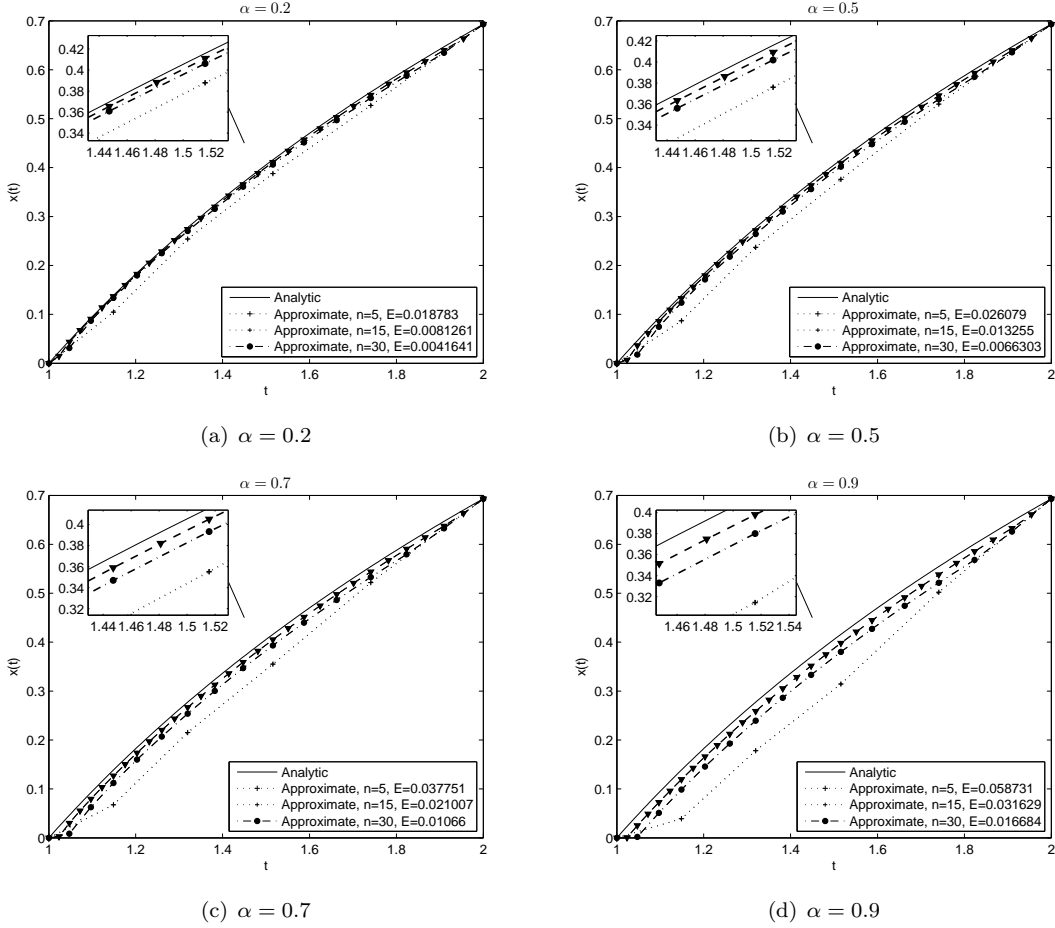 α = 0.2
0.7
0.6
0.5
0.4
0.3
0.2
0.1
0
x(t)
0.42
0.4
0.38
0.36
0.34
1.44 1.46 1.48 1.5 1.52
Analytic
Approximate, n=5, E=0.018783
Approximate, n=15, E=0.0081261
Approximate, n=30, E=0.0041641
1 1.2 1.4 1.6 1.8 2
t
(a) α = 0.2
α = 0.5
0.7
0.6
0.5
0.4
0.3
0.2
0.1
0
x(t)
0.42
0.4
0.38
0.36
0.34
1.44 1.46 1.48 1.5 1.52
Analytic
Approximate, n=5, E=0.026079
Approximate, n=15, E=0.013255
Approximate, n=30, E=0.0066303
1 1.2 1.4 1.6 1.8 2
t
(b) α = 0.5
α = 0.7
0.7
0.6
0.5
0.4
0.3
0.2
0.1
0
x(t)
0.4
0.38
0.36
0.34
0.32
1.44 1.46 1.48 1.5 1.52
Analytic
Approximate, n=5, E=0.037751
Approximate, n=15, E=0.021007
Approximate, n=30, E=0.01066
1 1.2 1.4 1.6 1.8 2
t
(c) α = 0.7
α = 0.9
0.7
0.6
0.5
0.4
0.3
0.2
0.1
0
x(t)
0.4
0.38
0.36
0.34
0.32
1.46 1.48 1.5 1.52 1.54
Analytic
Approximate, n=5, E=0.058731
Approximate, n=15, E=0.031629
Approximate, n=30, E=0.016684
1 1.2 1.4 1.6 1.8 2
t
(d) α = 0.9